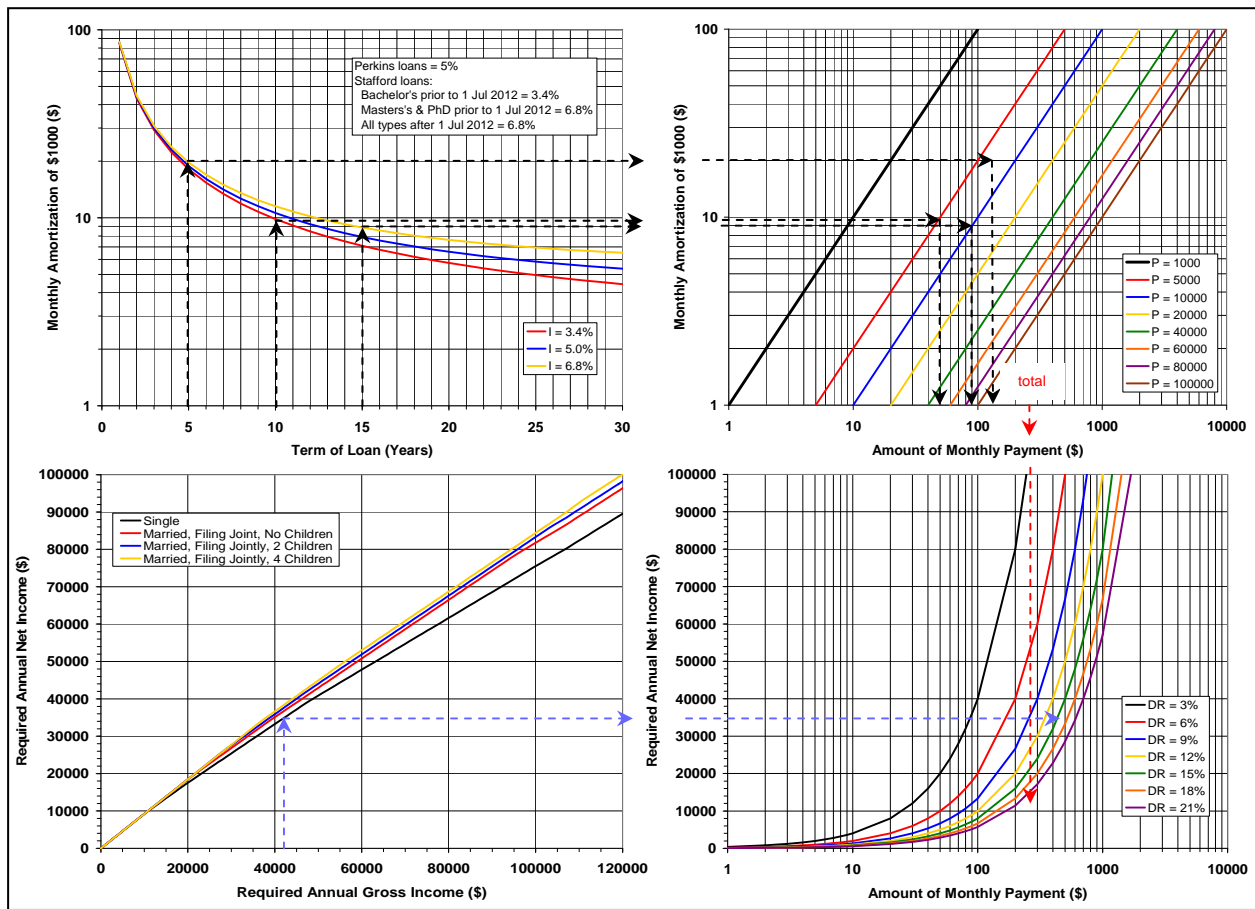 Monthly Amortization of $1000 ($)
100
10
1
Perkins loans = 5%
Stafford loans:
Bachelor's prior to 1 Jul 2012 = 3.4%
Masters's & PhD prior to 1 Jul 2012 = 6.8%
All types after 1 Jul 2012 = 6.8%
I = 3.4%
I = 5.0%
I = 6.8%
0 5 10 15 20 25 30
Term of Loan (Years)
Monthly Amortization of $1000 ($)
100
10
1
P = 1000
P = 5000
P = 10000
P = 20000
P = 40000
P = 60000
P = 80000
P = 100000
total
1 10 100 1000 10000
Amount of Monthly Payment ($)
Required Annual Net Income ($)
100000
90000
80000
70000
60000
50000
40000
30000
20000
10000
0
Single
Married, Filing Joint, No Children
Married, Filing Jointly, 2 Children
Married, Filing Jointly, 4 Children
0 20000 40000 60000 80000 100000 120000
Required Annual Gross Income ($)
Required Annual Net Income ($)
100000
90000
80000
70000
60000
50000
40000
30000
20000
10000
0
DR = 3%
DR = 6%
DR = 9%
DR = 12%
DR = 15%
DR = 18%
DR = 21%
1 10 100 1000 10000
Amount of Monthly Payment ($)